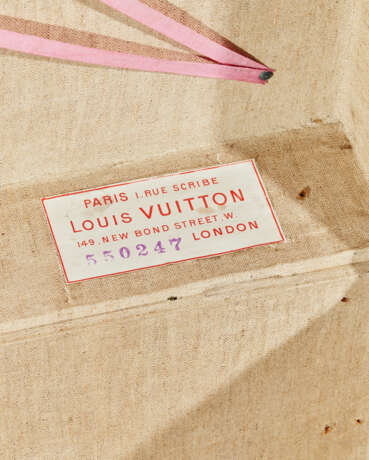 PARIS 1.RUE SCRIBE
LOUIS VUITTON
149. NEW BOND STREET W.
550247 LONDON